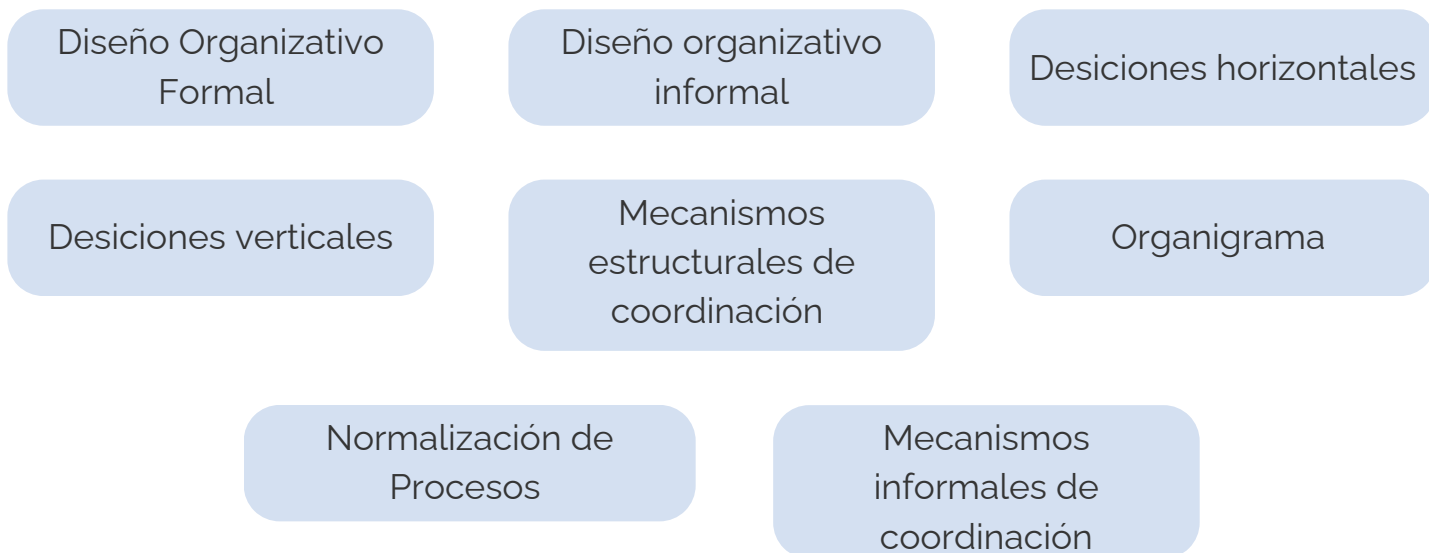 Diseño Organizativo
Formal
Diseño organizativo
informal
Desiciones horizontales
Desiciones verticales
Mecanismos
estructurales de
coordinación
Organigrama
Normalización de
Procesos
Mecanismos
informales de
coordinación